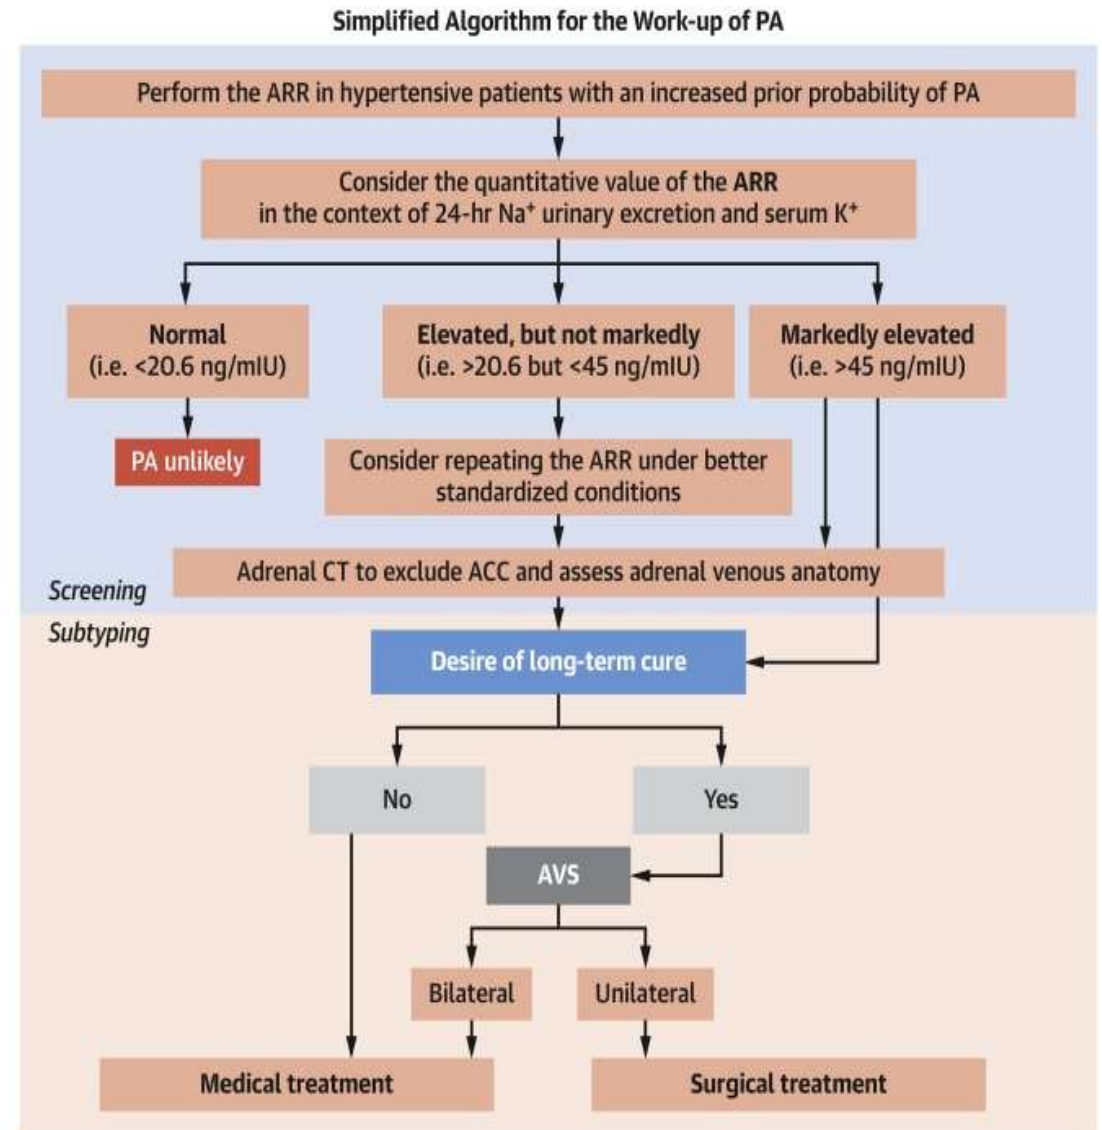 Simplified Algorithm for the Work-up of PA
Perform the ARR in hypertensive patients with an increased prior probability of PA
Consider the quantitative value of the ARR
in the context of 24-hr Na⁺ urinary excretion and serum K⁺
Normal
(i.e. <20.6 ng/mIU)
Elevated, but not markedly
(i.e. >20.6 but <45 ng/mIU)
Markedly elevated
(i.e. >45 ng/mIU)
PA unlikely
Consider repeating the ARR under better
standardized conditions
Adrenal CT to exclude ACC and assess adrenal venous anatomy
Screening
Subtyping
Desire of long-term cure
No
Yes
AVS
Bilateral
Unilateral
Medical treatment
Surgical treatment